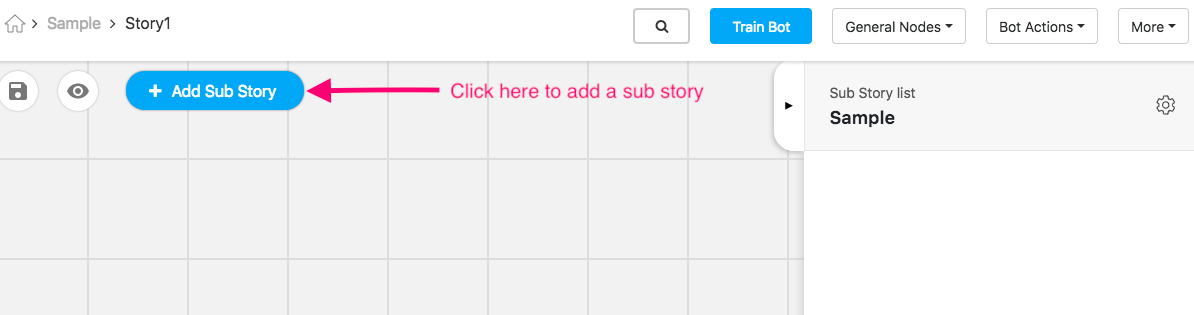 Sample > Story1
Train Bot
General Nodes
Bot Actions
More
+ Add Sub Story
Click here to add a sub story
Sub Story list
Sample